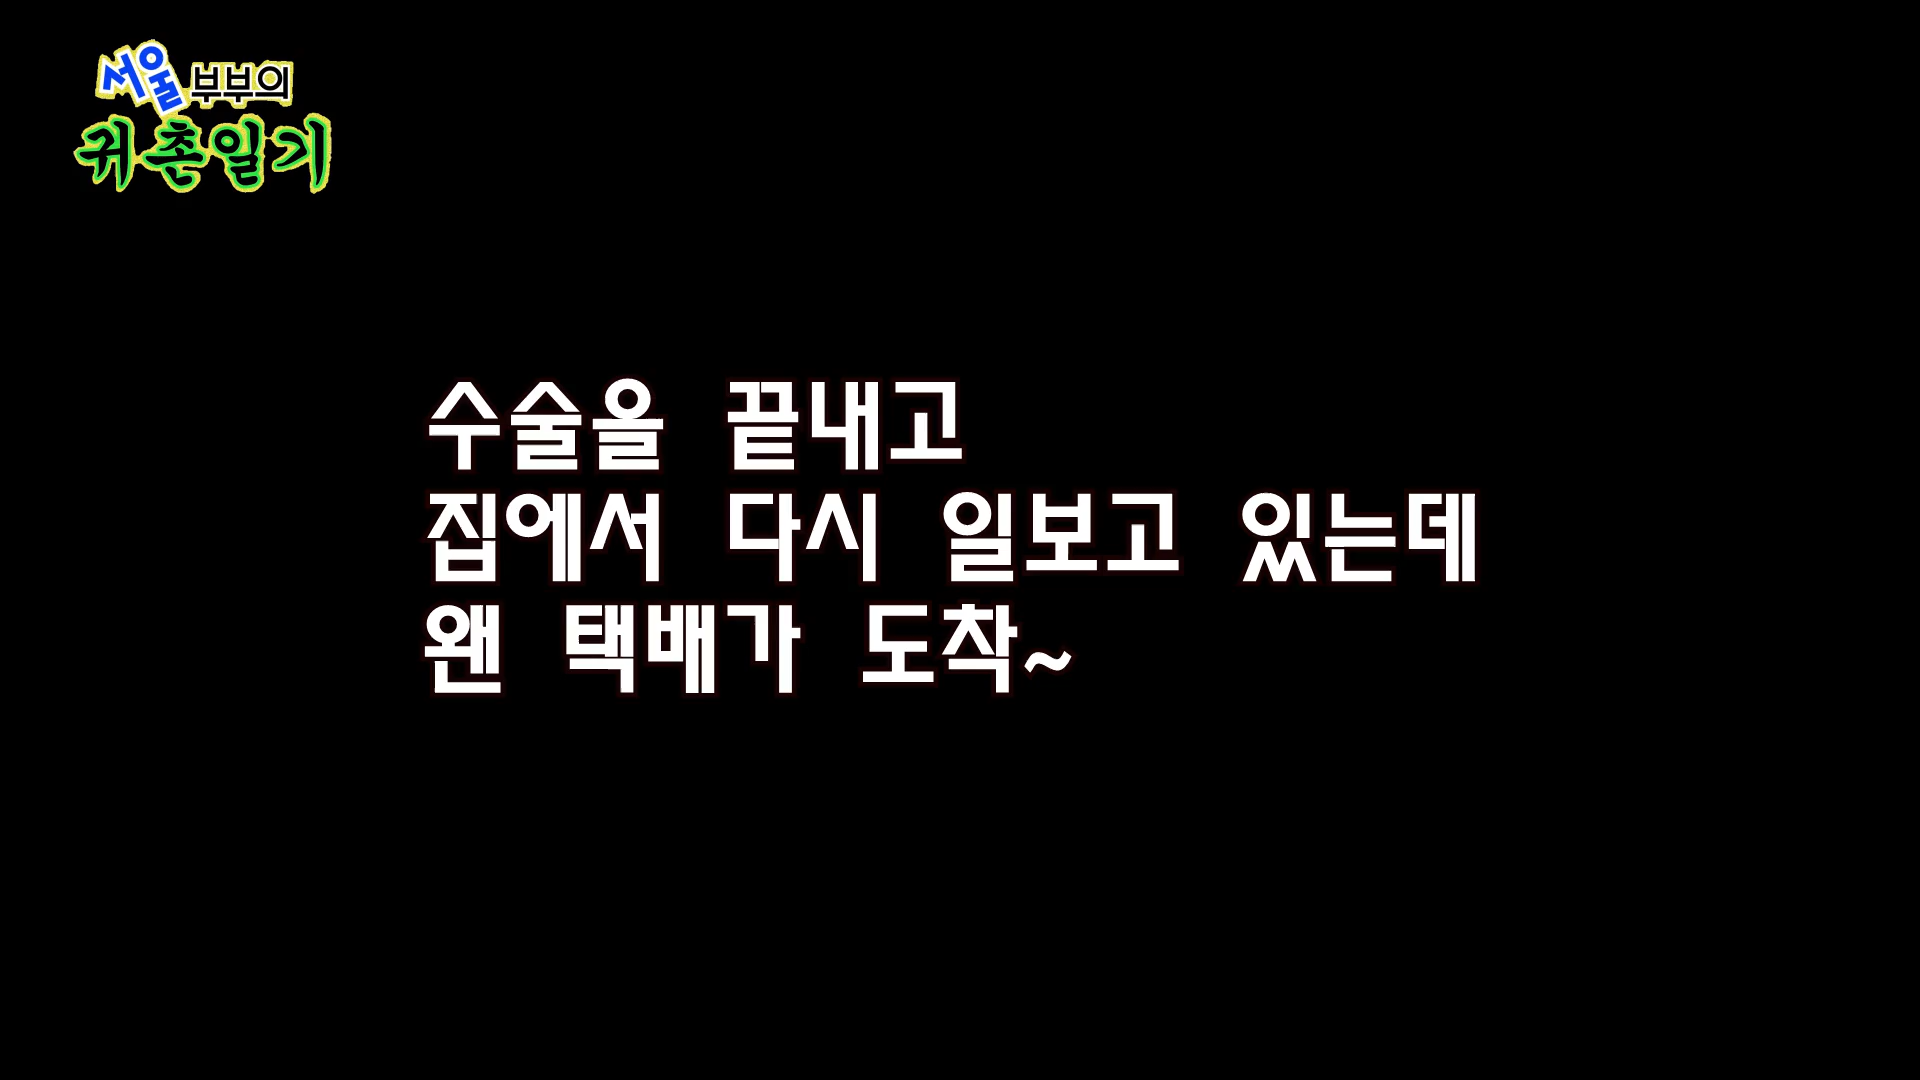 서울부부의
귀촌일기
수술을 끝내고
집에서 다시 일보고 있는데
왠 택배가 도착~